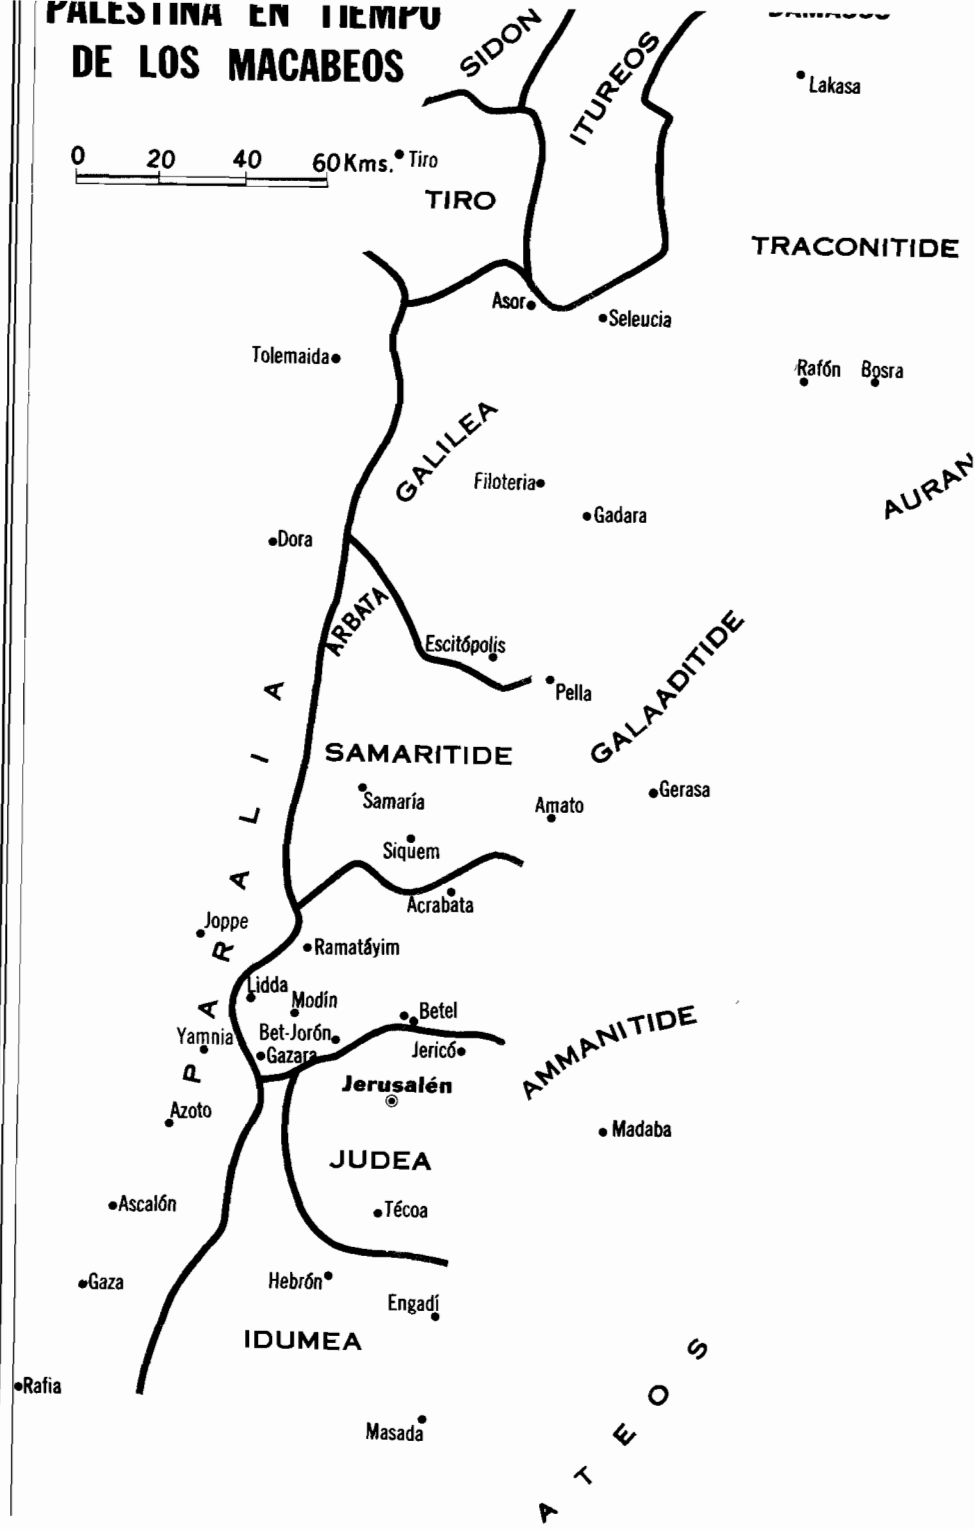 PALESTINA EN TIEMPO
DE LOS MACABEOS
0 20 40 60 Kms.
SIDON
ITUREOS
DAMASCO
Lakasa
Tiro
TIRO
TRACONITIDE
Asor
Seleucia
Tolemaida
Rafón
Bosra
GALILEA
AURAN
Filoteria
Gadara
Dora
ARBATA
Escitópolis
Pella
GALAADITIDE
PARALIA
SAMARITIDE
Samaría
Amato
Gerasa
Siquem
Acrabata
Joppe
Ramatáyim
Lidda
Modín
Betel
Yamnia
Bet-Jorón
Gazara
Jericó
AMMANITIDE
Jerusalén
Azoto
Madaba
JUDEA
Ascalón
Técoa
Gaza
Hebrón
Engadí
IDUMEA
Rafia
Masada
ATEOS